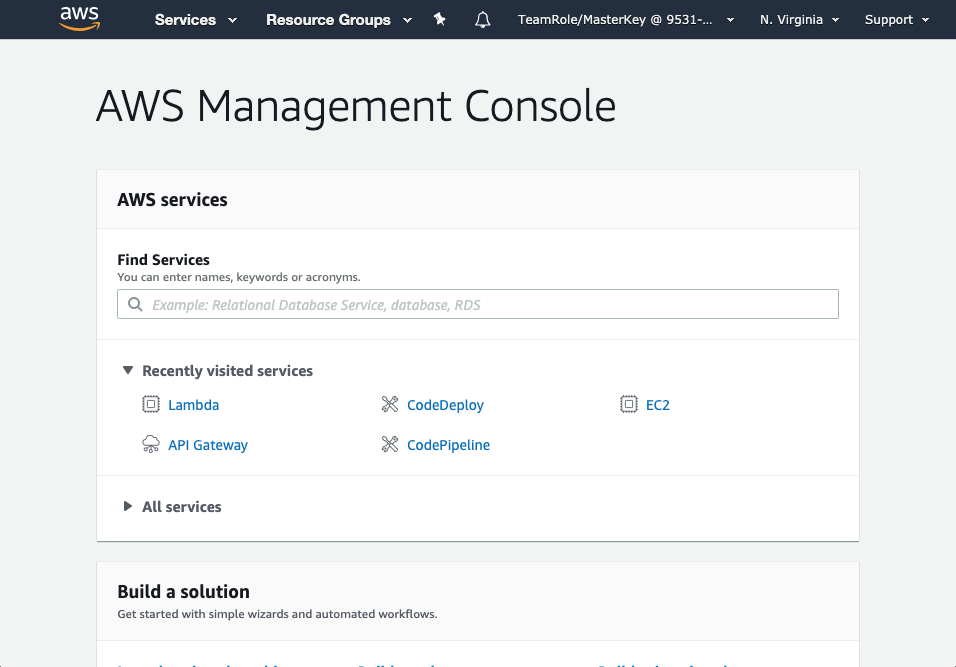 aws Services Resource Groups TeamRole/MasterKey @ 9531-... N. Virginia Support
AWS Management Console
AWS services
Find Services
You can enter names, keywords or acronyms.
Example: Relational Database Service, database, RDS
Recently visited services
Lambda CodeDeploy EC2
API Gateway CodePipeline
All services
Build a solution
Get started with simple wizards and automated workflows.